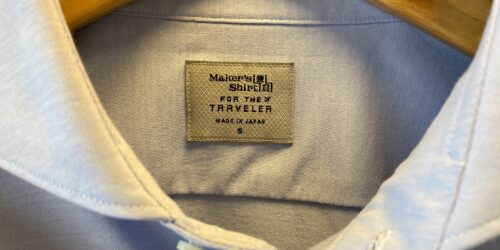 Maker's
Shirt
FOR THE
TRAVELER
MADE IN JAPAN
S